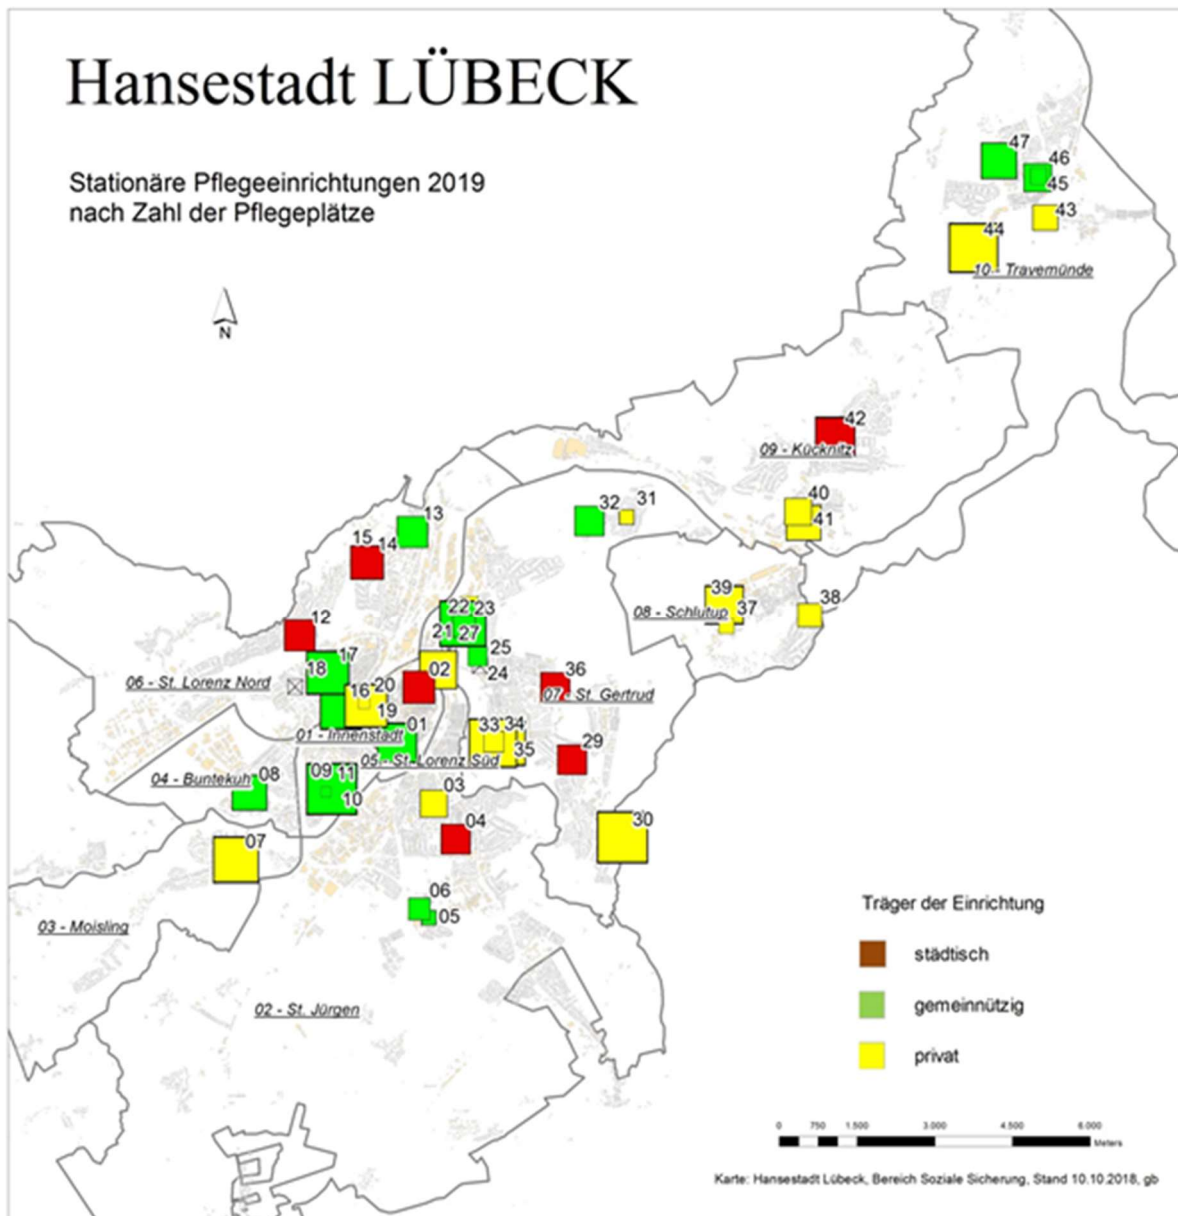 Hansestadt LÜBECK
Stationäre Pflegeeinrichtungen 2019
nach Zahl der Pflegeplätze
N
47
46
45
43
44
10 - Travemünde
42
09 - Kücknitz
40
41
32
31
13
15
14
39
37
38
08 - Schlutup
12
22
23
21
27
25
24
18
17
06 - St. Lorenz Nord
02
36
07 - St. Gertrud
16
20
19
01
01 - Innenstadt
33
34
35
29
05 - St. Lorenz Süd
04 - Buntekuh
08
09
11
10
03
04
30
07
06
05
03 - Moisling
02 - St. Jürgen
Träger der Einrichtung
städtisch
gemeinnützig
privat
0 750 1.500 3.000 4.500 6.000
Meters
Karte: Hansestadt Lübeck, Bereich Soziale Sicherung, Stand 10.10.2018, gb